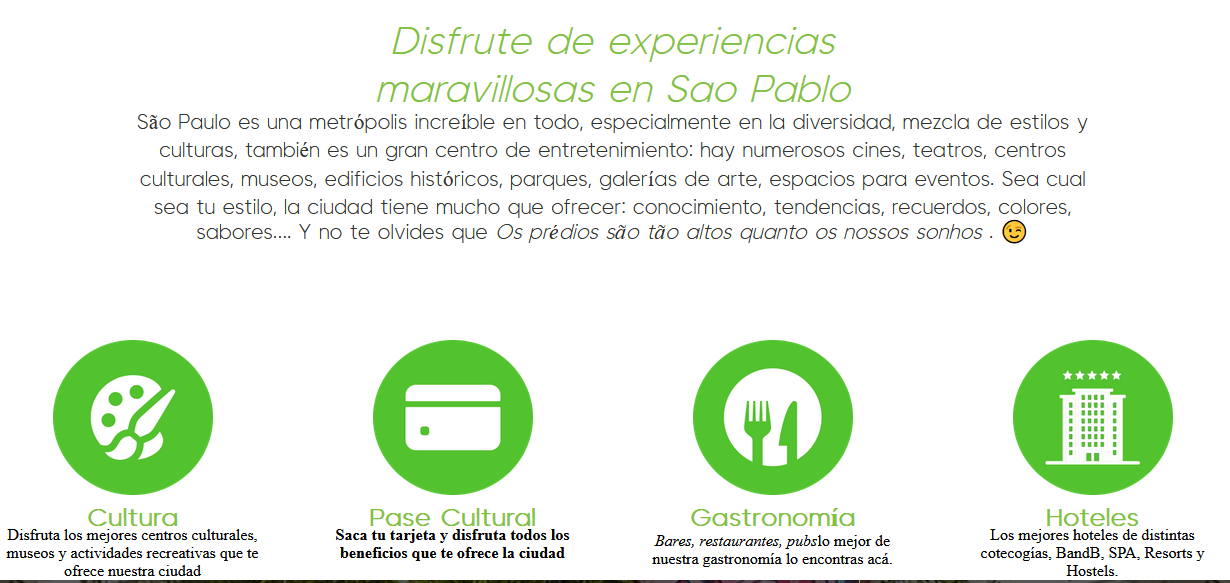 Disfrute de experiencias
maravillosas en Sao Pablo
São Paulo es una metrópolis increíble en todo, especialmente en la diversidad, mezcla de estilos y
culturas, también es un gran centro de entretenimiento: hay numerosos cines, teatros, centros
culturales, museos, edificios históricos, parques, galerías de arte, espacios para eventos. Sea cual
sea tu estilo, la ciudad tiene mucho que ofrecer: conocimiento, tendencias, recuerdos, colores,
sabores.... Y no te olvides que Os prédios são tão altos quanto os nossos sonhos . 😉
Cultura
Disfruta los mejores centros culturales,
museos y actividades recreativas que te
ofrece nuestra ciudad
Pase Cultural
Saca tu tarjeta y disfruta todos los
beneficios que te ofrece la ciudad
Gastronomía
Bares, restaurantes, pubslo mejor de
nuestra gastronomía lo encontras acá.
Hoteles
Los mejores hoteles de distintas
cotecogías, BandB, SPA, Resorts y
Hostels.